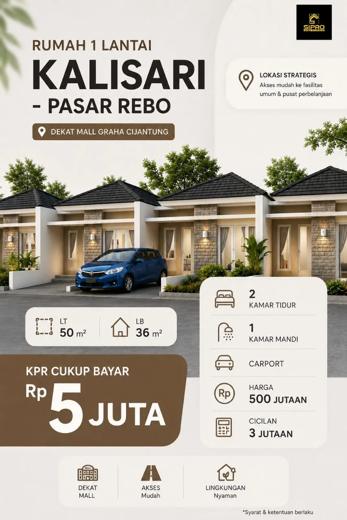 SIPRO
RUMAH 1 LANTAI
KALISARI
- PASAR REBO
DEKAT MALL GRAHA CIJANTUNG
LOKASI STRATEGIS
Akses mudah ke fasilitas
umum & pusat perbelanjaan
LT
50 m²
LB
36 m²
KPR CUKUP BAYAR
Rp 5 JUTA
2
KAMAR TIDUR
1
KAMAR MANDI
CARPORT
Rp
HARGA
500 JUTAAN
CICILAN
3 JUTAAN
DEKAT
MALL
AKSES
Mudah
LINGKUNGAN
Nyaman
*Syarat & ketentuan berlaku